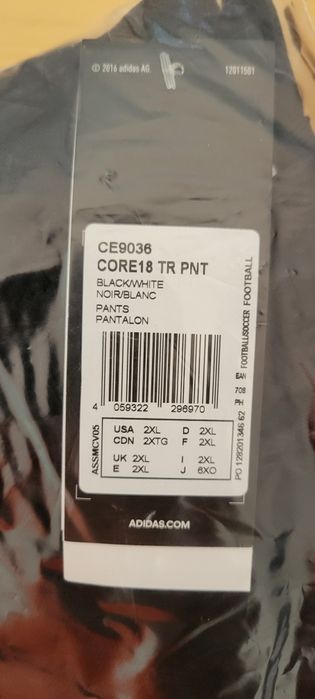 © 2016 adidas AG.
12011501
CE9036
CORE18 TR PNT
BLACK/WHITE
NOIR/BLANC
PANTS
PANTALON
4 059322 296970
USA 2XL D 2XL
CDN 2XTG F 2XL
UK 2XL I 2XL
E 2XL J 6XO
ASSMCV05
FOOTBALL/SOCCER FOOTBALL
EAN
708
PH
PO 128201346 62
ADIDAS.COM